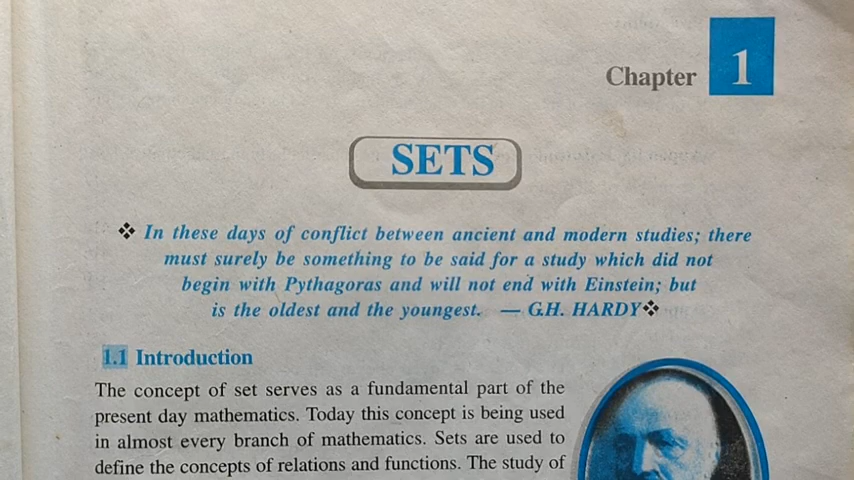 Chapter 1
SETS
❖ In these days of conflict between ancient and modern studies; there
must surely be something to be said for a study which did not
begin with Pythagoras and will not end with Einstein; but
is the oldest and the youngest. — G.H. HARDY❖
1.1 Introduction
The concept of set serves as a fundamental part of the
present day mathematics. Today this concept is being used
in almost every branch of mathematics. Sets are used to
define the concepts of relations and functions. The study of